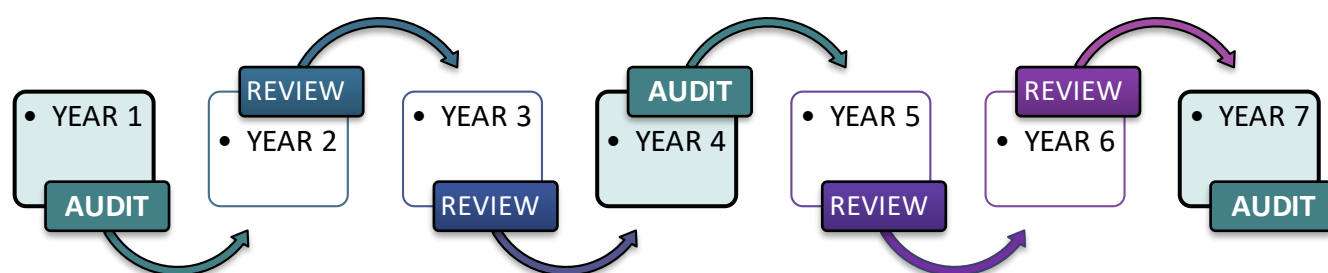 • YEAR 1
AUDIT
REVIEW
• YEAR 2
• YEAR 3
REVIEW
AUDIT
• YEAR 4
• YEAR 5
REVIEW
REVIEW
• YEAR 6
• YEAR 7
AUDIT